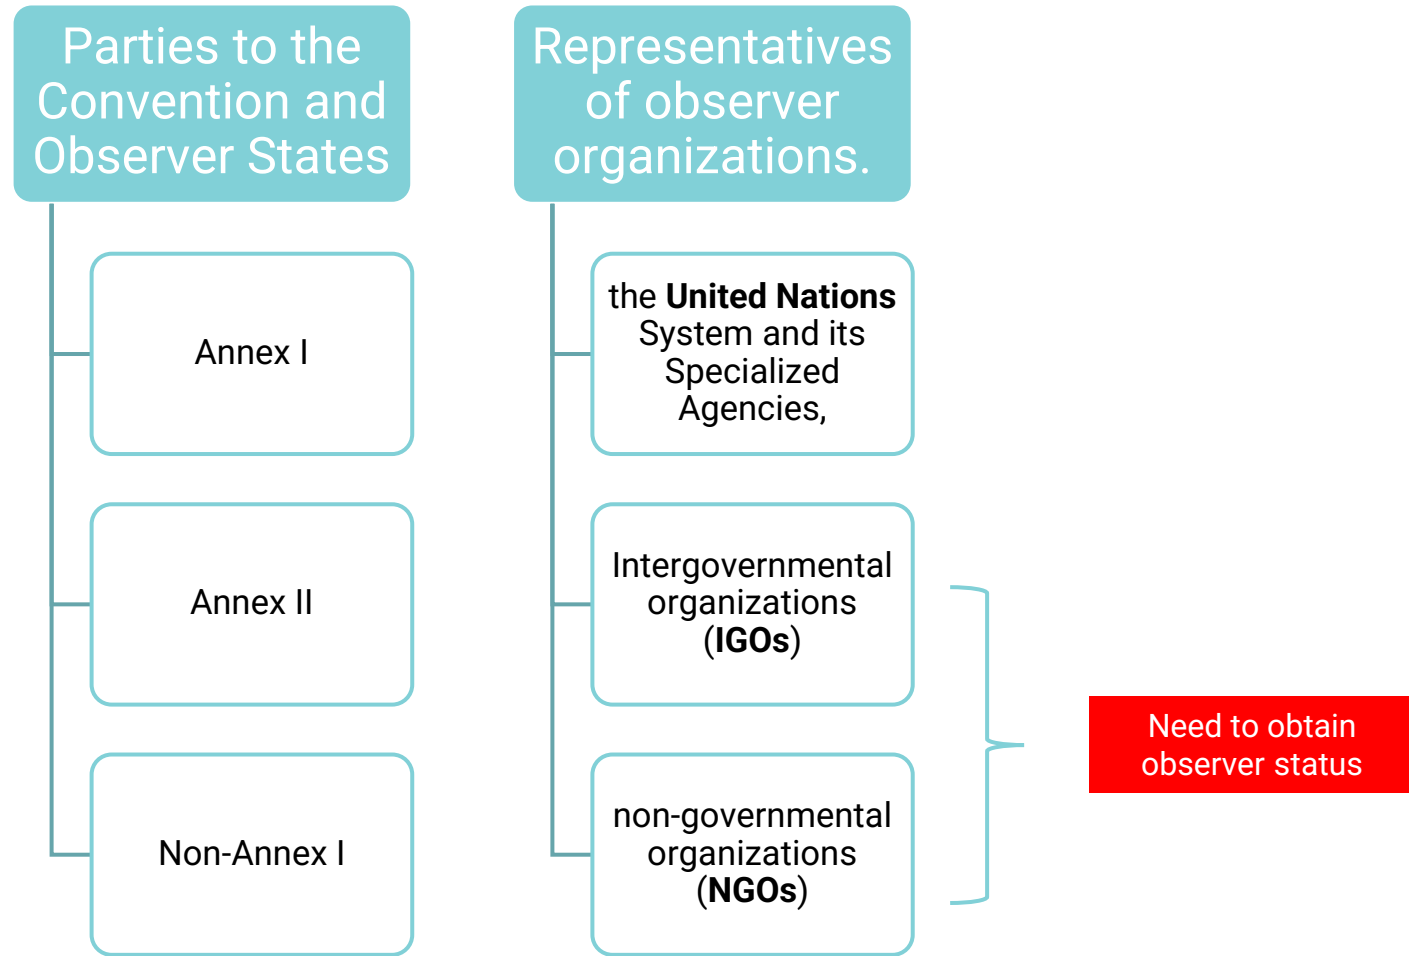 Parties to the
Convention and
Observer States
Annex I
Annex II
Non-Annex I
Representatives
of observer
organizations.
the United Nations
System and its
Specialized
Agencies,
Intergovernmental
organizations
(IGOs)
non-governmental
organizations
(NGOs)
Need to obtain
observer status